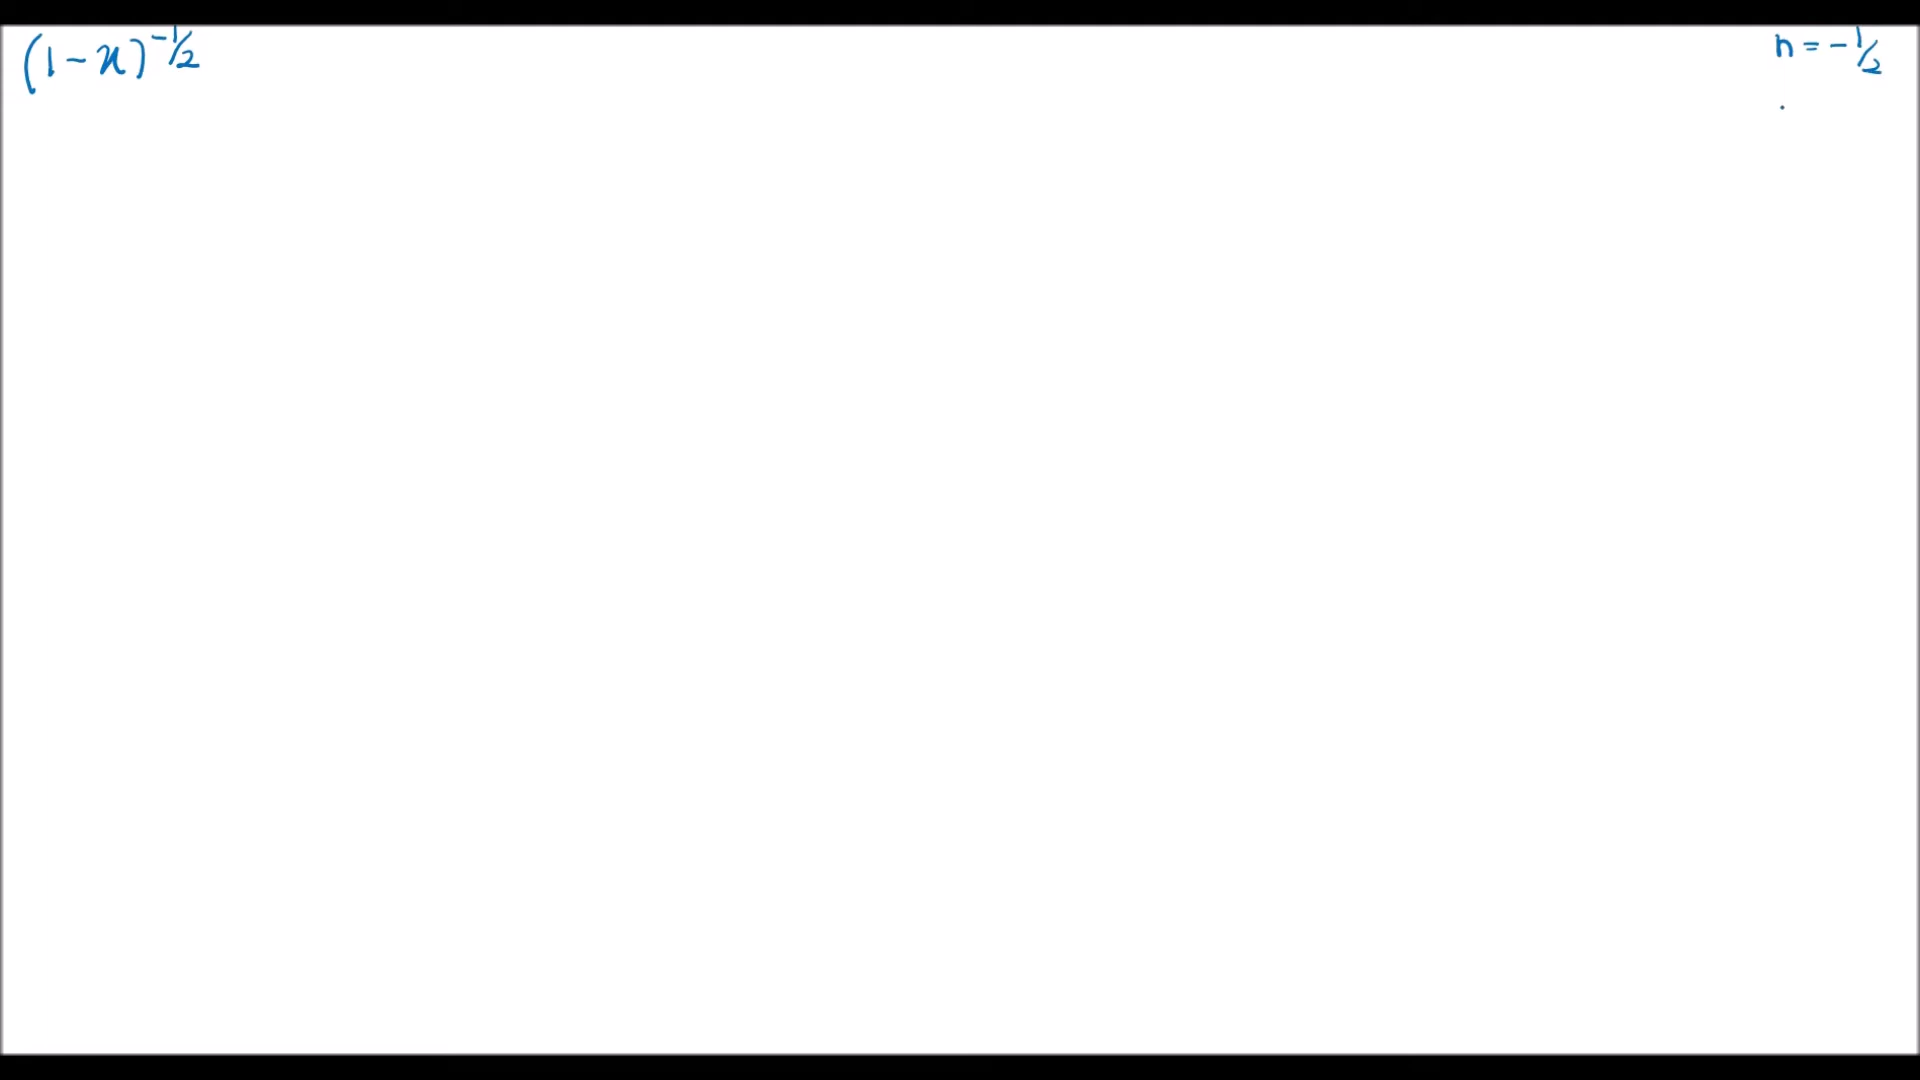 (1-x)^-1/2
n = -1/2